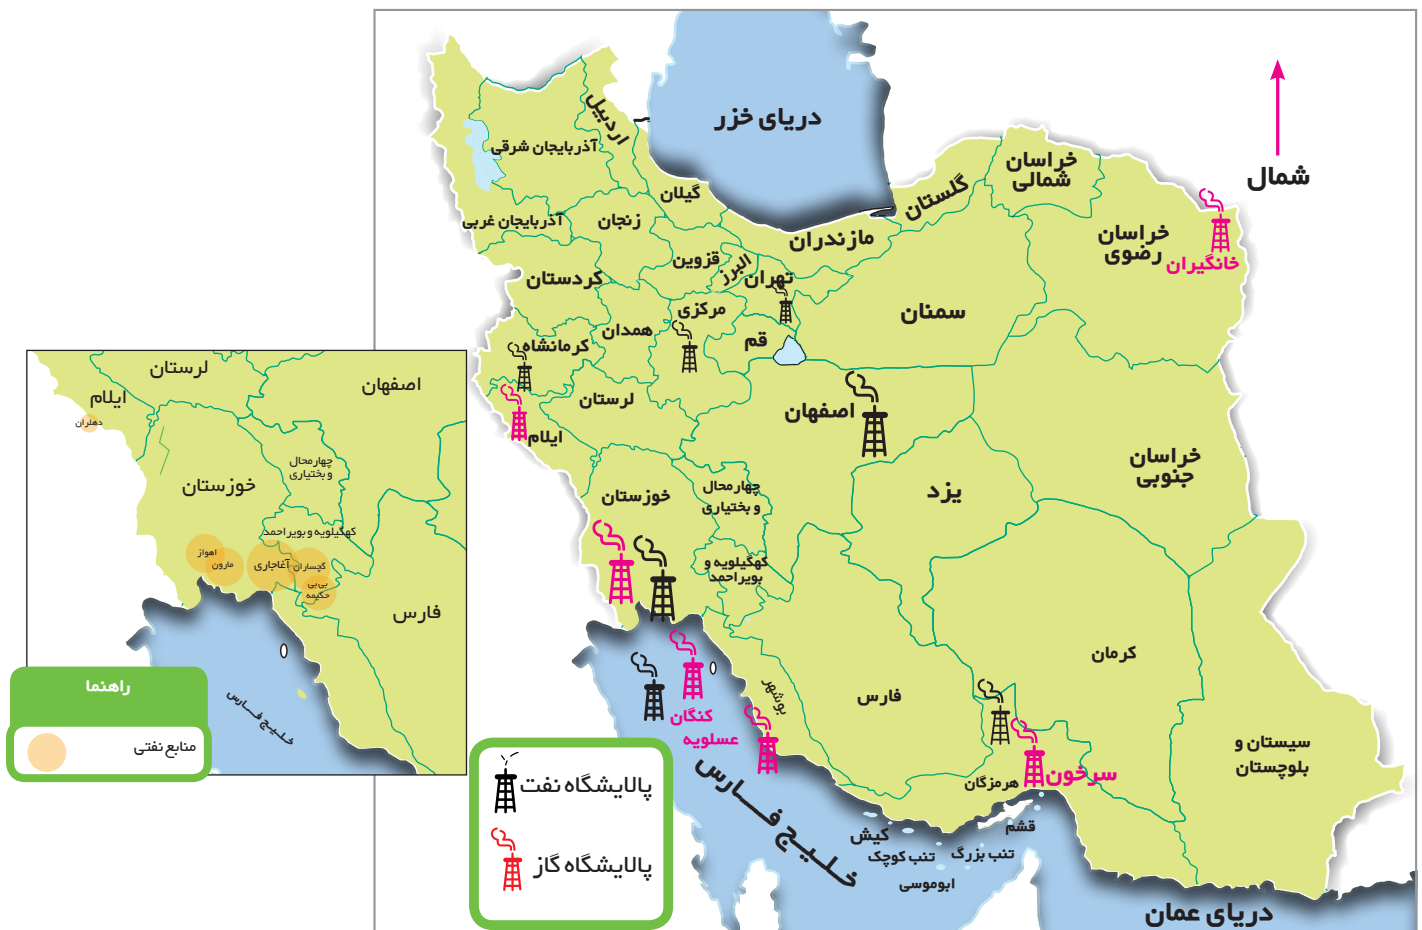 دریای خزر
شمال
اردبیل
آذربایجان شرقی
آذربایجان غربی
گیلان
زنجان
گلستان
خراسان
شمالی
مازندران
خراسان
رضوی
خانگیران
قزوین
البرز
تهران
کردستان
سمنان
مرکزی
همدان
قم
کرمانشاه
لرستان
اصفهان
ایلام
خراسان
جنوبی
یزد
خوزستان
چهارمحال
و بختیاری
کهگیلویه و
بویراحمد
کرمان
فارس
بوشهر
کنگان
عسلویه
سیستان و
بلوچستان
سرخون
هرمزگان
قشم
کیش
تنب بزرگ
تنب کوچک
ابوموسی
خلیج فارس
دریای عمان
پالایشگاه نفت
پالایشگاه گاز
لرستان
اصفهان
ایلام
دهلران
چهارمحال
و بختیاری
خوزستان
کهگیلویه و بویراحمد
اهواز
مارون
آغاجاری
گچساران
بی بی
حکیمه
فارس
خلیج فارس
راهنما
منابع نفتی